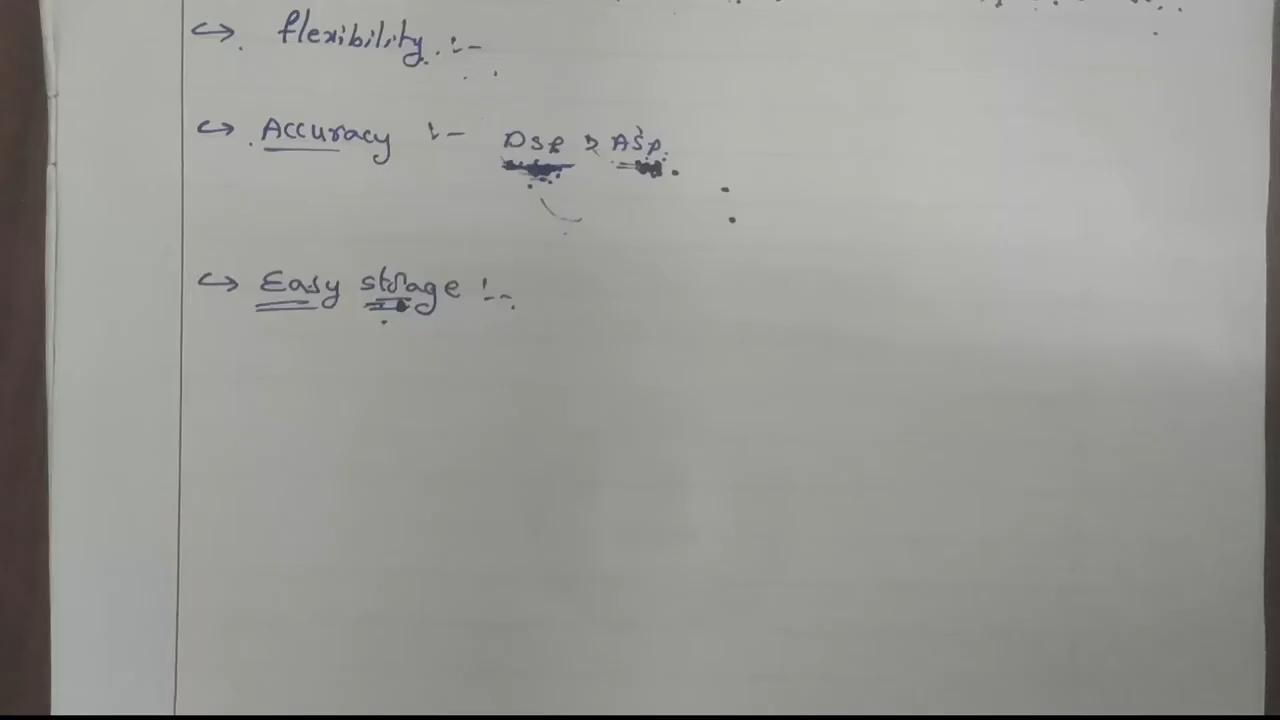 ↪ flexibility :-
↪ Accuracy :- DSP > ASP.
↪ Easy storage :-